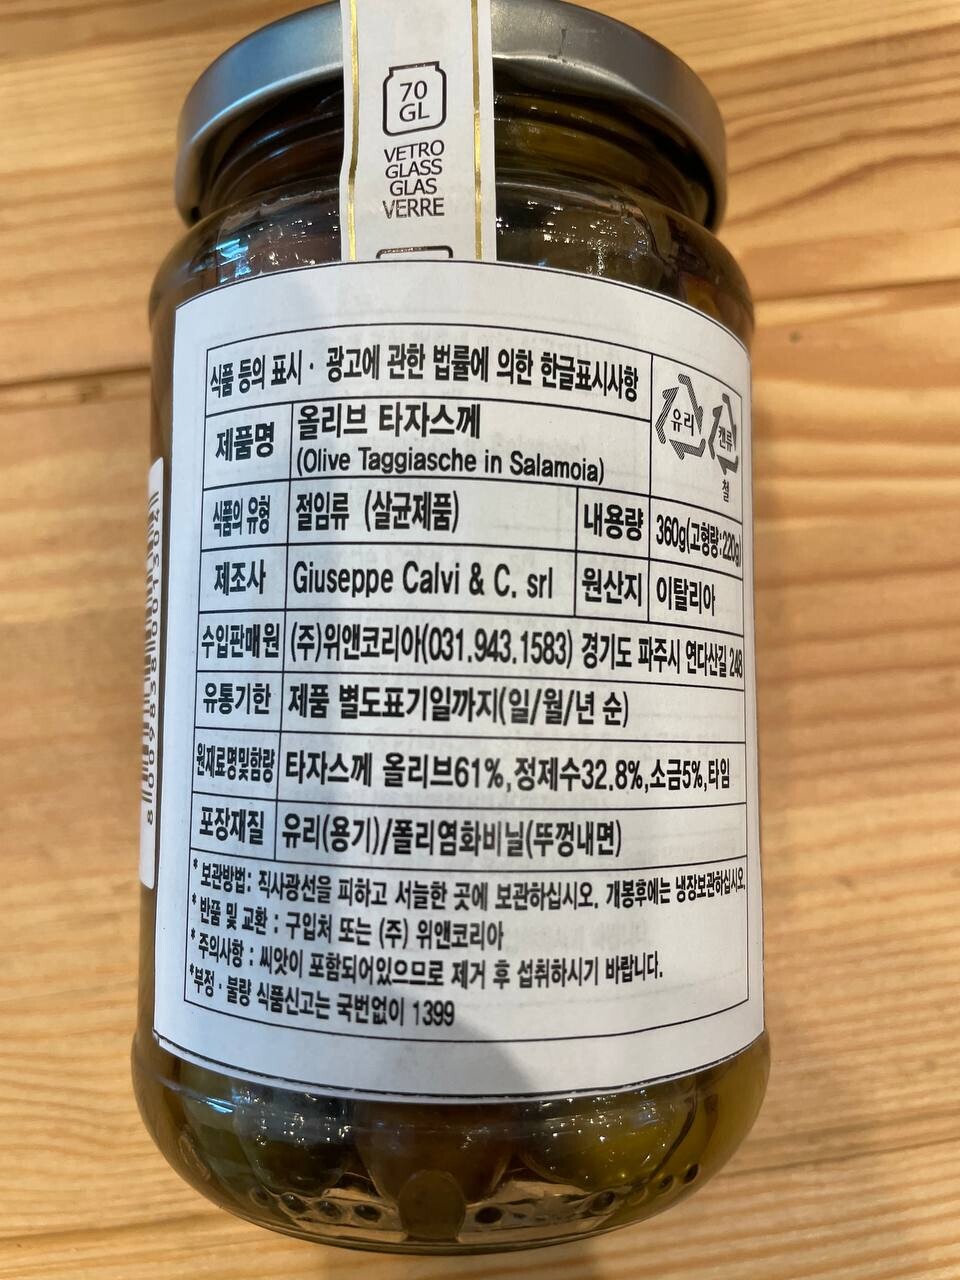 70
GL
VETRO
GLASS
GLAS
VERRE
식품 등의 표시 · 광고에 관한 법률에 의한 한글표시사항
유리
캔류
철
제품명 올리브 타자스께
(Olive Taggiasche in Salamoia)
식품의 유형 절임류 (살균제품) 내용량 360g(고형량:220g)
제조사 Giuseppe Calvi & C. srl 원산지 이탈리아
수입판매원 (주)위앤코리아(031.943.1583) 경기도 파주시 연다산길 248
유통기한 제품 별도표기일까지(일/월/년 순)
원재료명및함량 타자스께 올리브61%,정제수32.8%,소금5%,타임
포장재질 유리(용기)/폴리염화비닐(뚜껑내면)
* 보관방법: 직사광선을 피하고 서늘한 곳에 보관하십시오. 개봉후에는 냉장보관하십시오.
* 반품 및 교환 : 구입처 또는 (주) 위앤코리아
* 주의사항 : 씨앗이 포함되어있으므로 제거 후 섭취하시기 바랍니다.
*부정 · 불량 식품신고는 국번없이 1399